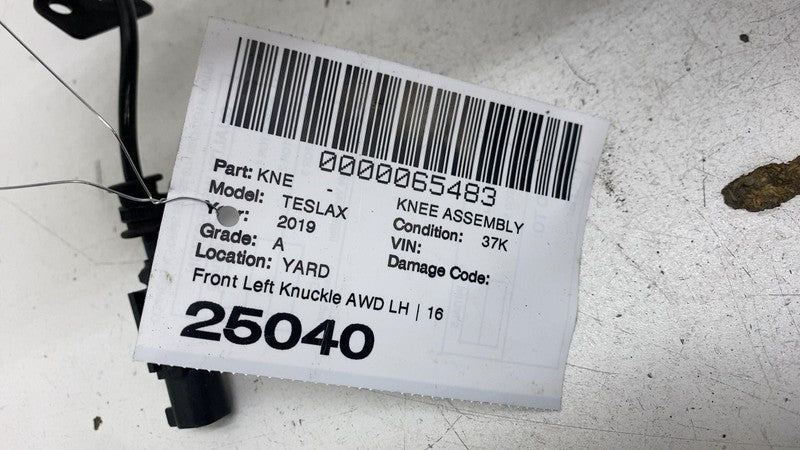 0000065483
Part: KNE - KNEE ASSEMBLY
Model: TESLAX Condition: 37K
Year: 2019 VIN:
Grade: A Damage Code:
Location: YARD
Front Left Knuckle AWD LH | 16
25040